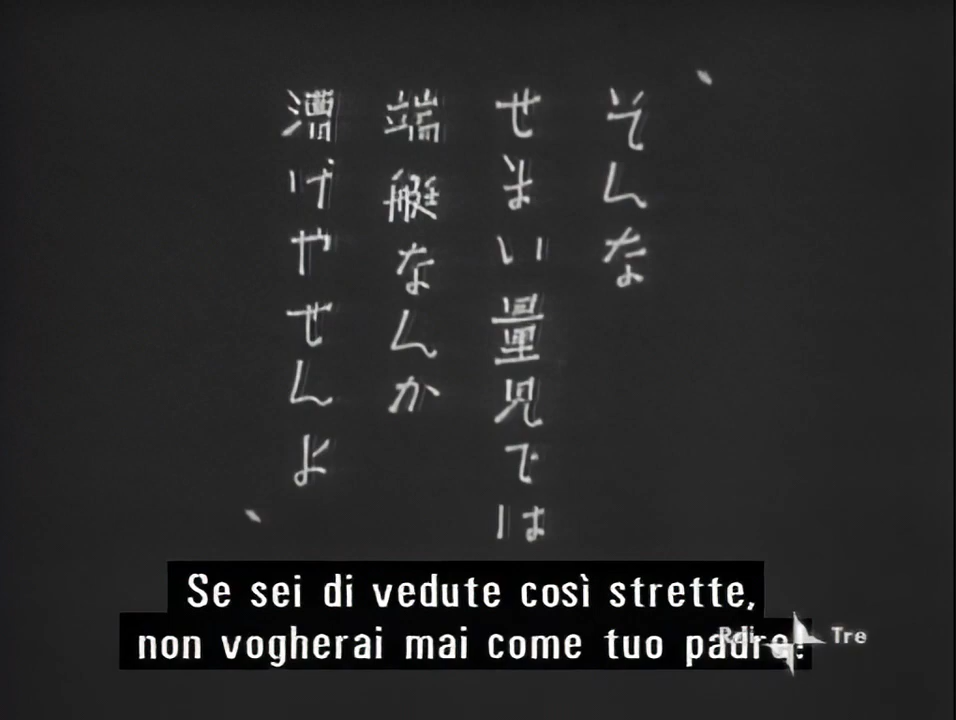 そんな
せまい量見では
端艇なんか
漕げやせんよ
Se sei di vedute così strette,
non vogherai mai come tuo padre!
Rai Tre